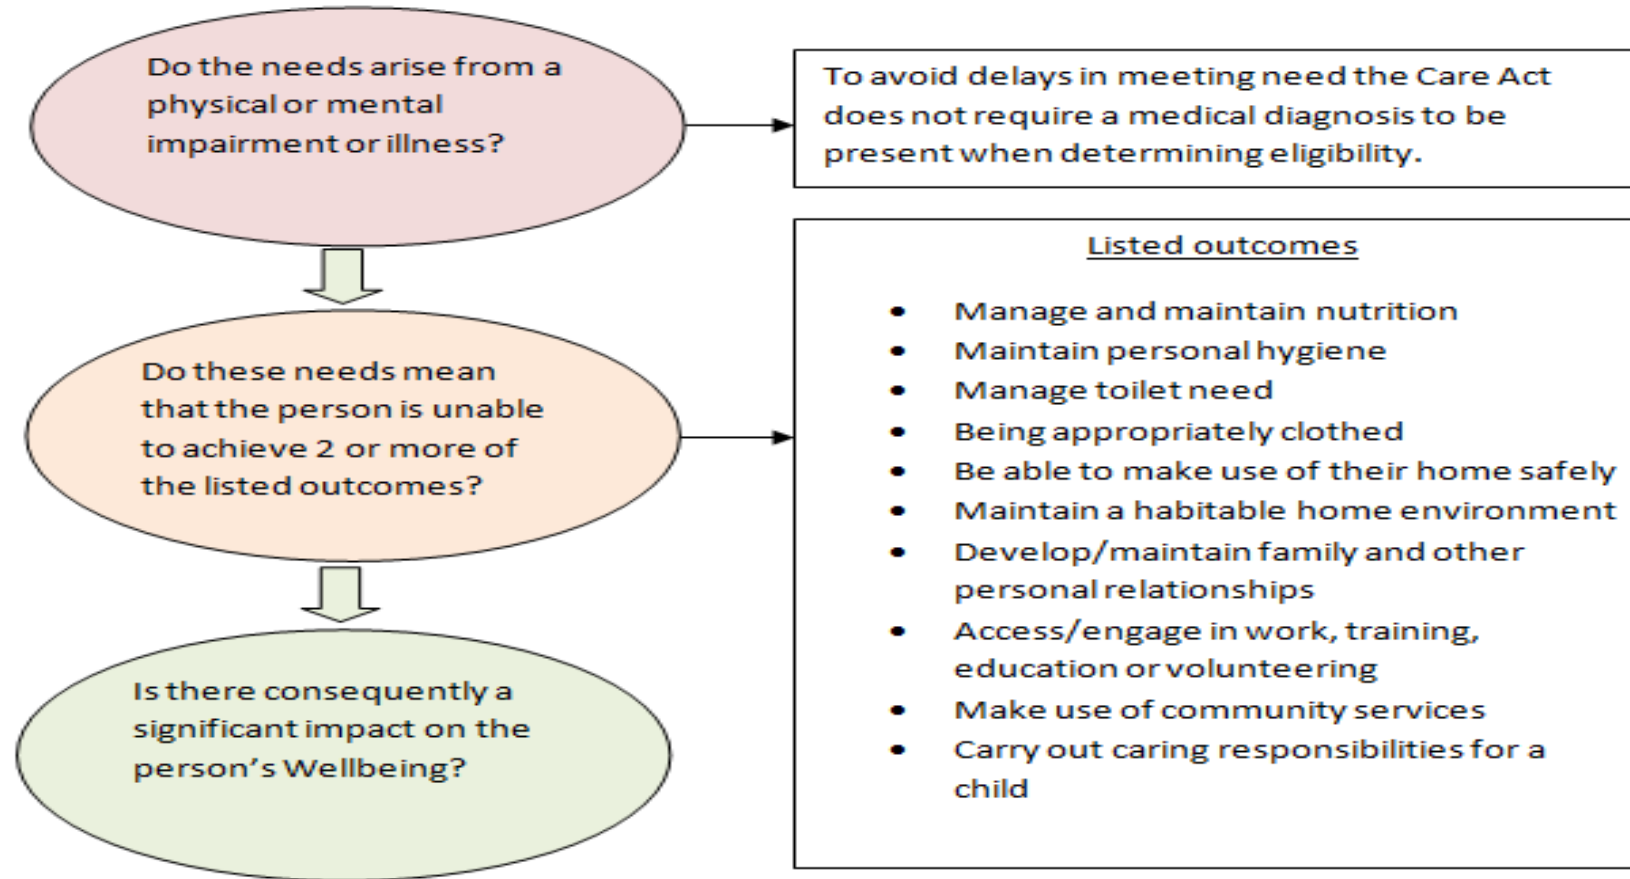 Do the needs arise from a
physical or mental
impairment or illness?
To avoid delays in meeting need the Care Act
does not require a medical diagnosis to be
present when determining eligibility.
Do these needs mean
that the person is unable
to achieve 2 or more of
the listed outcomes?
Listed outcomes
• Manage and maintain nutrition
• Maintain personal hygiene
• Manage toilet need
• Being appropriately clothed
• Be able to make use of their home safely
• Maintain a habitable home environment
• Develop/maintain family and other
personal relationships
• Access/engage in work, training,
education or volunteering
• Make use of community services
• Carry out caring responsibilities for a
child
Is there consequently a
significant impact on the
person's Wellbeing?